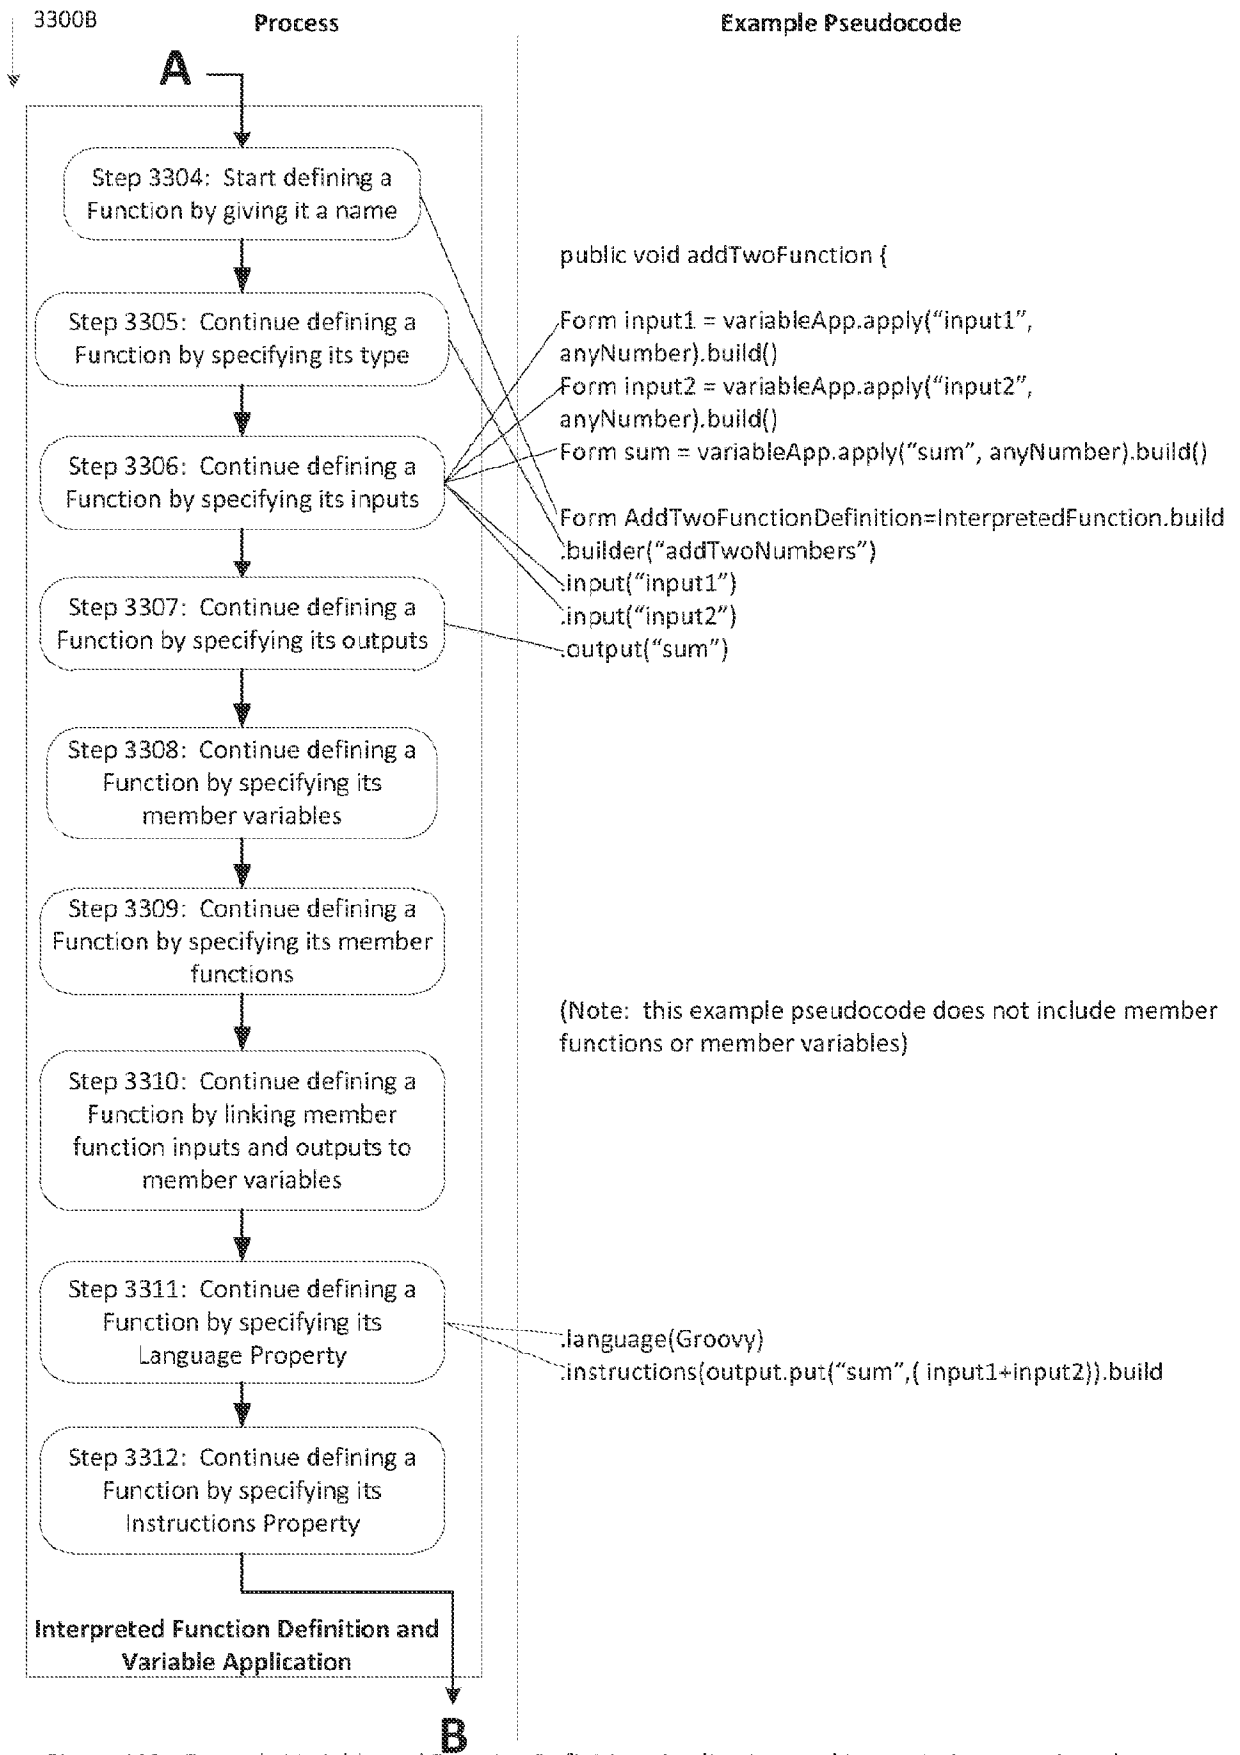 3300B
Process
Example Pseudocode
A
Step 3304: Start defining a
Function by giving it a name
Step 3305: Continue defining a
Function by specifying its type
Step 3306: Continue defining a
Function by specifying its inputs
Step 3307: Continue defining a
Function by specifying its outputs
Step 3308: Continue defining a
Function by specifying its
member variables
Step 3309: Continue defining a
Function by specifying its member
functions
Step 3310: Continue defining a
Function by linking member
function inputs and outputs to
member variables
Step 3311: Continue defining a
Function by specifying its
Language Property
Step 3312: Continue defining a
Function by specifying its
Instructions Property
Interpreted Function Definition and
Variable Application
B
public void addTwoFunction {
Form input1 = variableApp.apply(“input1”,
anyNumber).build()
Form input2 = variableApp.apply(“input2”,
anyNumber).build()
Form sum = variableApp.apply(“sum”, anyNumber).build()
Form AddTwoFunctionDefinition=InterpretedFunction.build
.builder(“addTwoNumbers”)
.input(“input1”)
.input(“input2”)
.output(“sum”)
(Note: this example pseudocode does not include member
functions or member variables)
.language(Groovy)
.instructions(output.put(“sum”,( input1+input2)).build